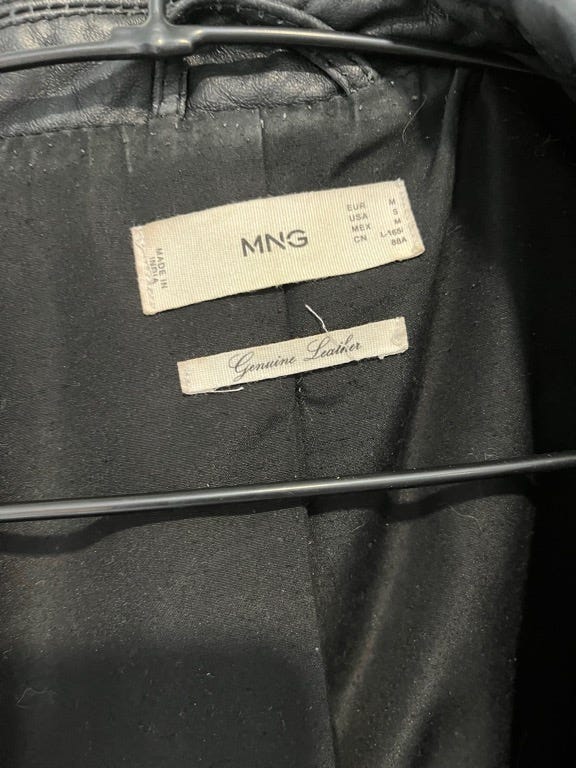 MADE IN
INDIA
MNG
EUR M
USA S
MEX M
CN L-165/
88A
Genuine Leather